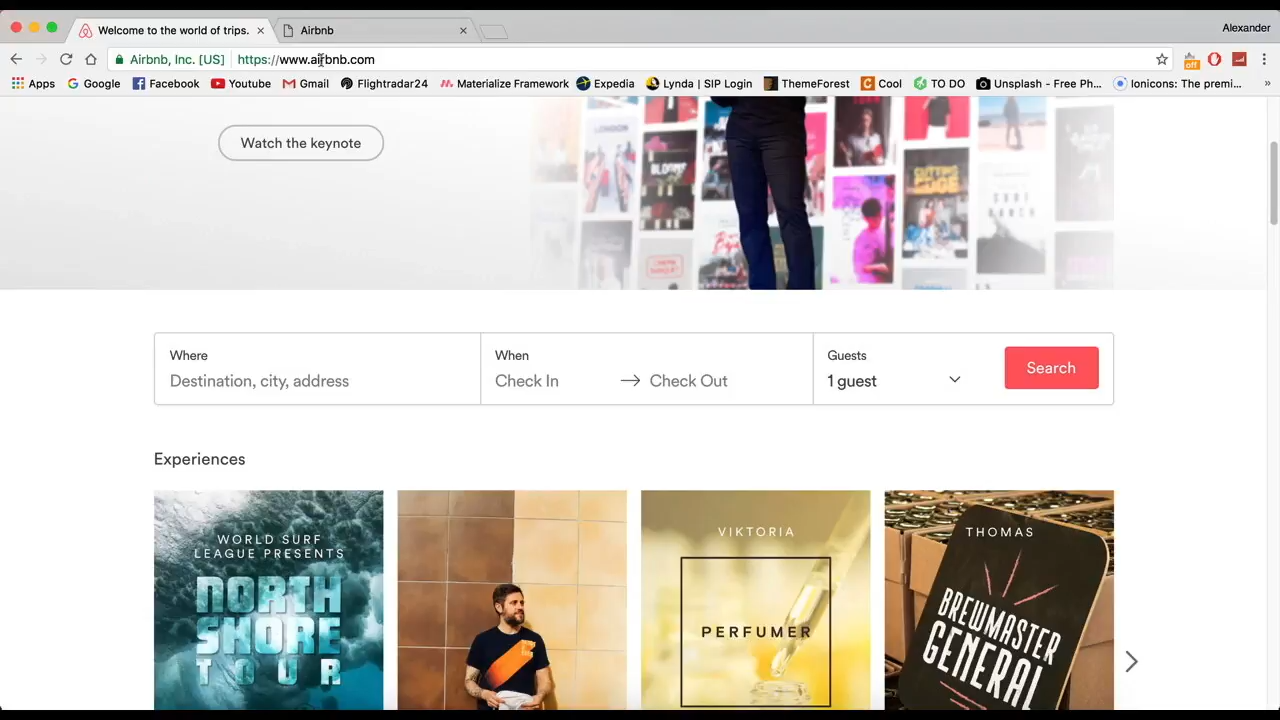 Welcome to the world of trips.
Airbnb
Alexander
Airbnb, Inc. [US]
https://www.airbnb.com
off
Apps
Google
Facebook
Youtube
Gmail
Flightradar24
Materialize Framework
Expedia
Lynda | SIP Login
ThemeForest
Cool
TO DO
Unsplash - Free Ph...
Ionicons: The premi...
»
Watch the keynote
LONDON
Where
Destination, city, address
When
Check In
Check Out
Guests
1 guest
Search
Experiences
WORLD SURF
LEAGUE PRESENTS
NORTH
SHORE
TOUR
VIKTORIA
PERFUMER
THOMAS
BREWMASTER
GENERAL